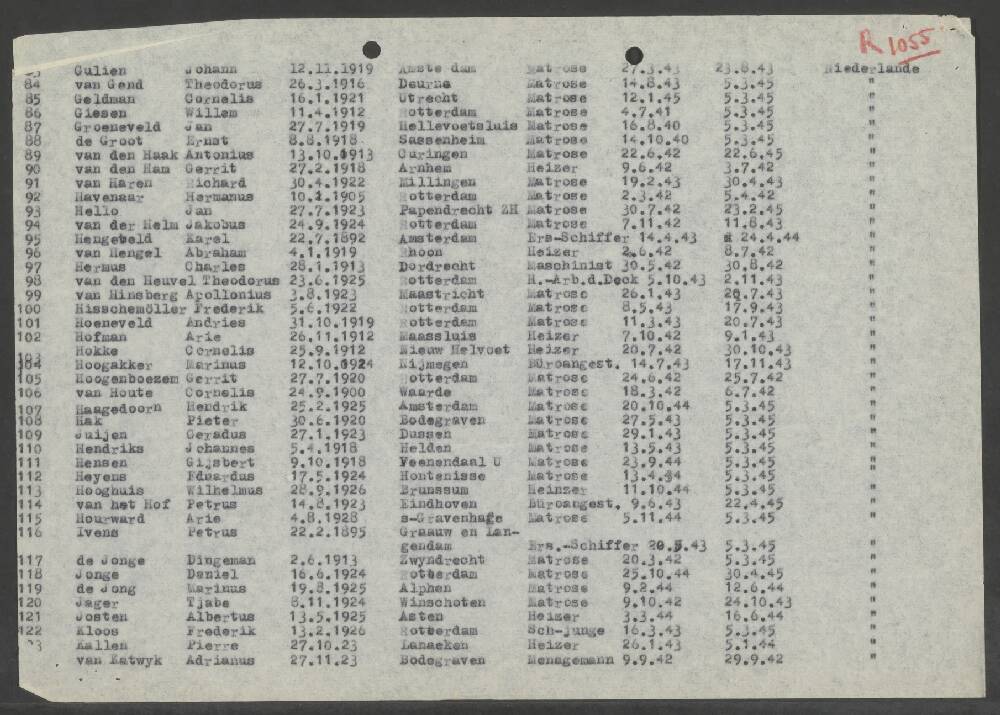 R 1055
Gulien Johann 12.11.1919 Amste dam Matrose 27.3.43 23.8.43 Niederlande
84 van Gend Theodorus 26.3.1916 Deurne Matrose 14.8.43 5.3.45 "
85 Geldman Cornelis 16.1.1921 Utrecht Matrose 12.1.45 5.3.45 "
86 Giesen Willem 11.4.1912 otterdam Matrose 4.7.41 5.3.45 "
87 Groeneveld Jan 27.7.1919 Hellevoetsluis Matrose 16.8.40 5.3.45 "
88 de Groot Ernst 8.8.1918 Sassenheim Matrose 14.10.40 5.3.45 "
89 van den Haak Antonius 13.10.1913 Curingen Matrose 22.6.42 22.6.45 "
90 van den Ham Gerrit 27.2.1918 Arnhem Heizer 9.6.42 3.7.42 "
91 van Haren Richard 30.4.1922 Millingen Matrose 19.2.43 30.4.43 "
92 Havenaar Hermanus 10.2.1905 otterdam Matrose 2.3.42 5.4.42 "
93 Hello Jan 27.7.1923 Papendrecht ZH Matrose 30.7.42 23.2.45 "
94 van der Helm Jakobus 24.9.1924 otterdam Matrose 7.11.42 11.8.43 "
95 Hengeveld Karel 22.7.1892 Amsterdam Ers-Schiffer 14.4.43 24.4.44 "
96 van Hengel Abraham 4.1.1919 Rhoon Heizer 2.6.42 8.7.42 "
97 Hermus Charles 28.1.1913 Dordrecht Maschinist 30.5.42 30.8.42 "
98 van den Heuvel Theodorus 23.6.1925 otterdam H.-Arb.d.Deck 5.10.43 2.11.43 "
99 van Hinsberg Apollonius 3.8.1923 Maastricht Matrose 26.1.43 28.7.43 "
100 Hisschemöller Frederik 5.6.1922 otterdam Matrose 8.5.43 17.9.43 "
101 Hoeneveld Andries 31.10.1919 otterdam Matrose 11.3.43 20.7.43 "
102 Hofman Arie 26.11.1912 Maassluis Heizer 7.10.42 9.1.43 "
103 Hokke Cornelis 25.9.1912 Nieuw Helvoet Heizer 20.7.42 30.10.43 "
104 Hoogakker Marinus 12.10.1924 Nijmegen Büroangest. 14.7.43 17.11.43 "
105 Hoogenboezem Gerrit 27.7.1920 otterdam Matrose 24.6.42 25.7.42 "
106 van Houte Cornelis 24.9.1900 Waarde Matrose 18.3.42 6.7.42 "
107 Haagedoorn Hendrik 25.2.1925 Amsterdam Matrose 20.10.44 5.3.45 "
108 Hak Pieter 30.6.1920 Bodegraven Matrose 27.5.43 5.3.45 "
109 Juijen Geradus 27.1.1923 Dussen Matrose 29.1.43 5.3.45 "
110 Hendriks Johannes 5.4.1918 Helden Matrose 13.5.43 5.3.45 "
111 Hensen Gijsbert 9.10.1918 Veenendaal U Matrose 23.9.44 5.3.45 "
112 Heyens Eduardus 17.5.1924 Hontenisse Matrose 13.4.44 5.3.45 "
113 Hooghuis Wilhelmus 28.9.1926 Brunssum Heinzer 11.10.44 5.3.45 "
114 van het Hof Petrus 14.8.1923 Eindhoven Büroangest. 9.6.43 22.4.45 "
115 Hourward Arie 4.8.1928 s-Gravenhage Matrose 5.11.44 5.3.45 "
116 Ivens Petrus 22.2.1895 Graauw en Lan-
gendam Ers.-Schiffer 20.5.43 5.3.45 "
117 de Jonge Dingeman 2.6.1913 Zwyndrecht Matrose 20.3.42 5.3.45 "
118 Jonge Daniel 16.6.1924 otterdam Matrose 25.10.44 30.4.45 "
119 de Jong Marinus 19.8.1925 Alphen Matrose 9.2.44 12.6.44 "
120 Jager Tjabe 8.11.1924 Winschoten Matrose 9.10.42 24.10.43 "
121 Josten Albertus 13.5.1925 Asten Heizer 3.3.44 16.6.44 "
122 Kloos Frederik 13.2.1926 otterdam Sch-junge 16.3.43 5.3.45 "
Kallen Pierre 27.10.23 Lanaeken Heizer 26.1.43 5.1.44 "
van Katwyk Adrianus 27.11.23 Bodegraven Menagemann 9.9.42 29.9.42 "